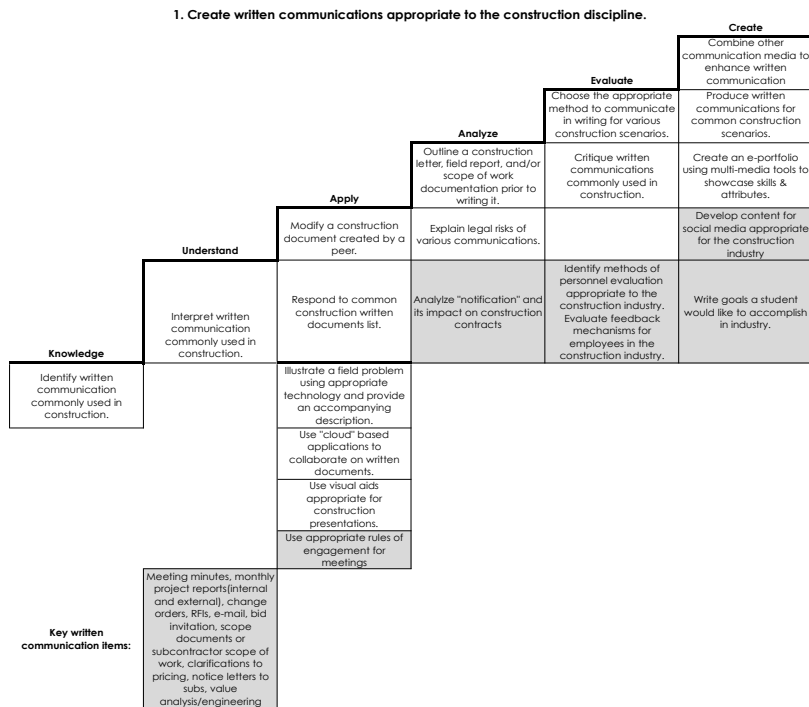 1. Create written communications appropriate to the construction discipline.
Create
Combine other
communication media to
enhance written
communication
Evaluate
Choose the appropriate
method to communicate
in writing for various
construction scenarios.
Produce written
communications for
common construction
scenarios.
Analyze
Outline a construction
letter, field report, and/or
scope of work
documentation prior to
writing it.
Critique written
communications
commonly used in
construction.
Create an e-portfolio
using multi-media tools to
showcase skills &
attributes.
Apply
Modify a construction
document created by a
peer.
Explain legal risks of
various communications.
Develop content for
social media appropriate
for the construction
industry
Understand
Interpret written
communication
commonly used in
construction.
Respond to common
construction written
documents list.
Analylze "notification" and
its impact on construction
contracts
Identify methods of
personnel evaluation
appropriate to the
construction industry.
Evaluate feedback
mechanisms for
employees in the
construction industry.
Write goals a student
would like to accomplish
in industry.
Knowledge
Identify written
communication
commonly used in
construction.
Illustrate a field problem
using appropriate
technology and provide
an accompanying
description.
Use "cloud" based
applications to
collaborate on written
documents.
Use visual aids
appropriate for
construction
presentations.
Use appropriate rules of
engagement for
meetings
Key written
communication items:
Meeting minutes, monthly
project reports(internal
and external), change
orders, RFIs, e-mail, bid
invitation, scope
documents or
subcontractor scope of
work, clarifications to
pricing, notice letters to
subs, value
analysis/engineering